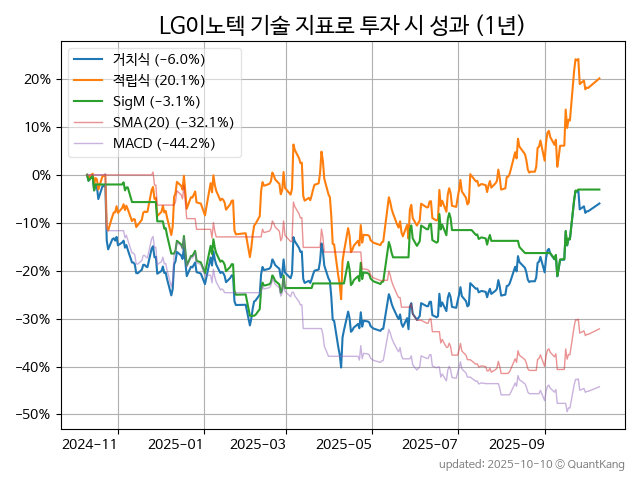 LG이노텍 기술 지표로 투자 시 성과 (1년)
거치식 (−6.0%)
적립식 (20.1%)
SigM (−3.1%)
SMA(20) (−32.1%)
MACD (−44.2%)
20%
10%
0%
−10%
−20%
−30%
−40%
−50%
2024−11 2025−01 2025−03 2025−05 2025−07 2025−09
updated: 2025-10-10 © QuantKang